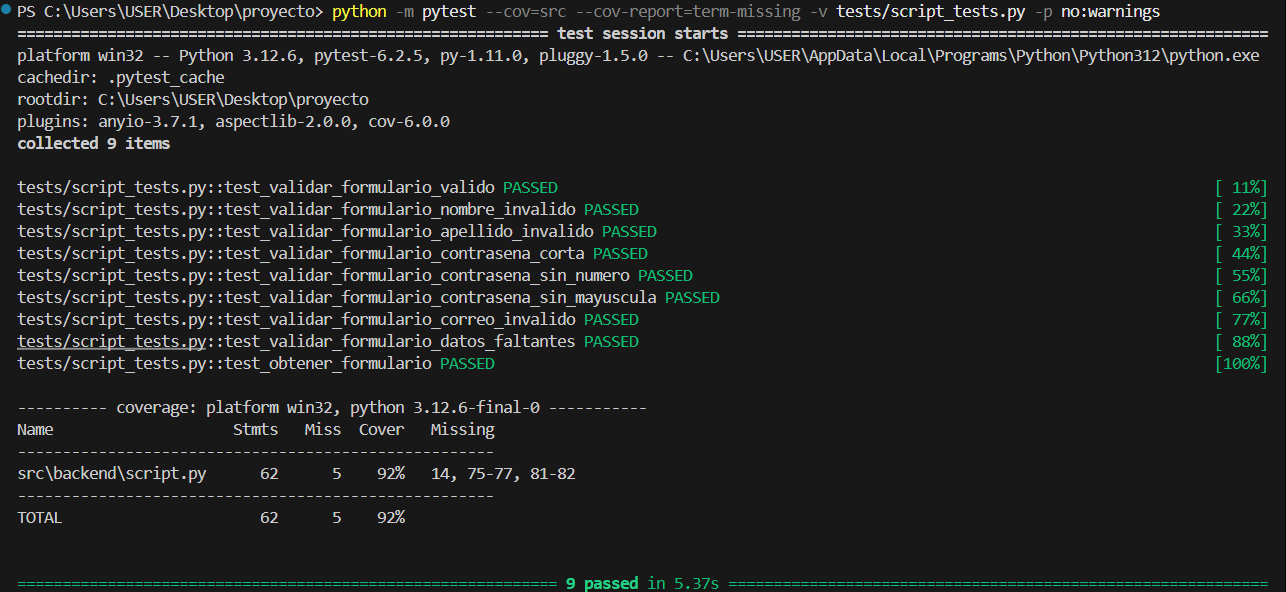 PS C:\Users\USER\Desktop\proyecto> python -m pytest --cov=src --cov-report=term-missing -v tests/script_tests.py -p no:warnings
=========================================================== test session starts ===========================================================
platform win32 -- Python 3.12.6, pytest-6.2.5, py-1.11.0, pluggy-1.5.0 -- C:\Users\USER\AppData\Local\Programs\Python\Python312\python.exe
cachedir: .pytest_cache
rootdir: C:\Users\USER\Desktop\proyecto
plugins: anyio-3.7.1, aspectlib-2.0.0, cov-6.0.0
collected 9 items
tests/script_tests.py::test_validar_formulario_valido PASSED [ 11%]
tests/script_tests.py::test_validar_formulario_nombre_invalido PASSED [ 22%]
tests/script_tests.py::test_validar_formulario_apellido_invalido PASSED [ 33%]
tests/script_tests.py::test_validar_formulario_contrasena_corta PASSED [ 44%]
tests/script_tests.py::test_validar_formulario_contrasena_sin_numero PASSED [ 55%]
tests/script_tests.py::test_validar_formulario_contrasena_sin_mayuscula PASSED [ 66%]
tests/script_tests.py::test_validar_formulario_correo_invalido PASSED [ 77%]
tests/script_tests.py::test_validar_formulario_datos_faltantes PASSED [ 88%]
tests/script_tests.py::test_obtener_formulario PASSED [100%]
---------- coverage: platform win32, python 3.12.6-final-0 -----------
Name Stmts Miss Cover Missing
-----------------------------------------------------
src\backend\script.py 62 5 92% 14, 75-77, 81-82
-----------------------------------------------------
TOTAL 62 5 92%
============================================================ 9 passed in 5.37s ============================================================